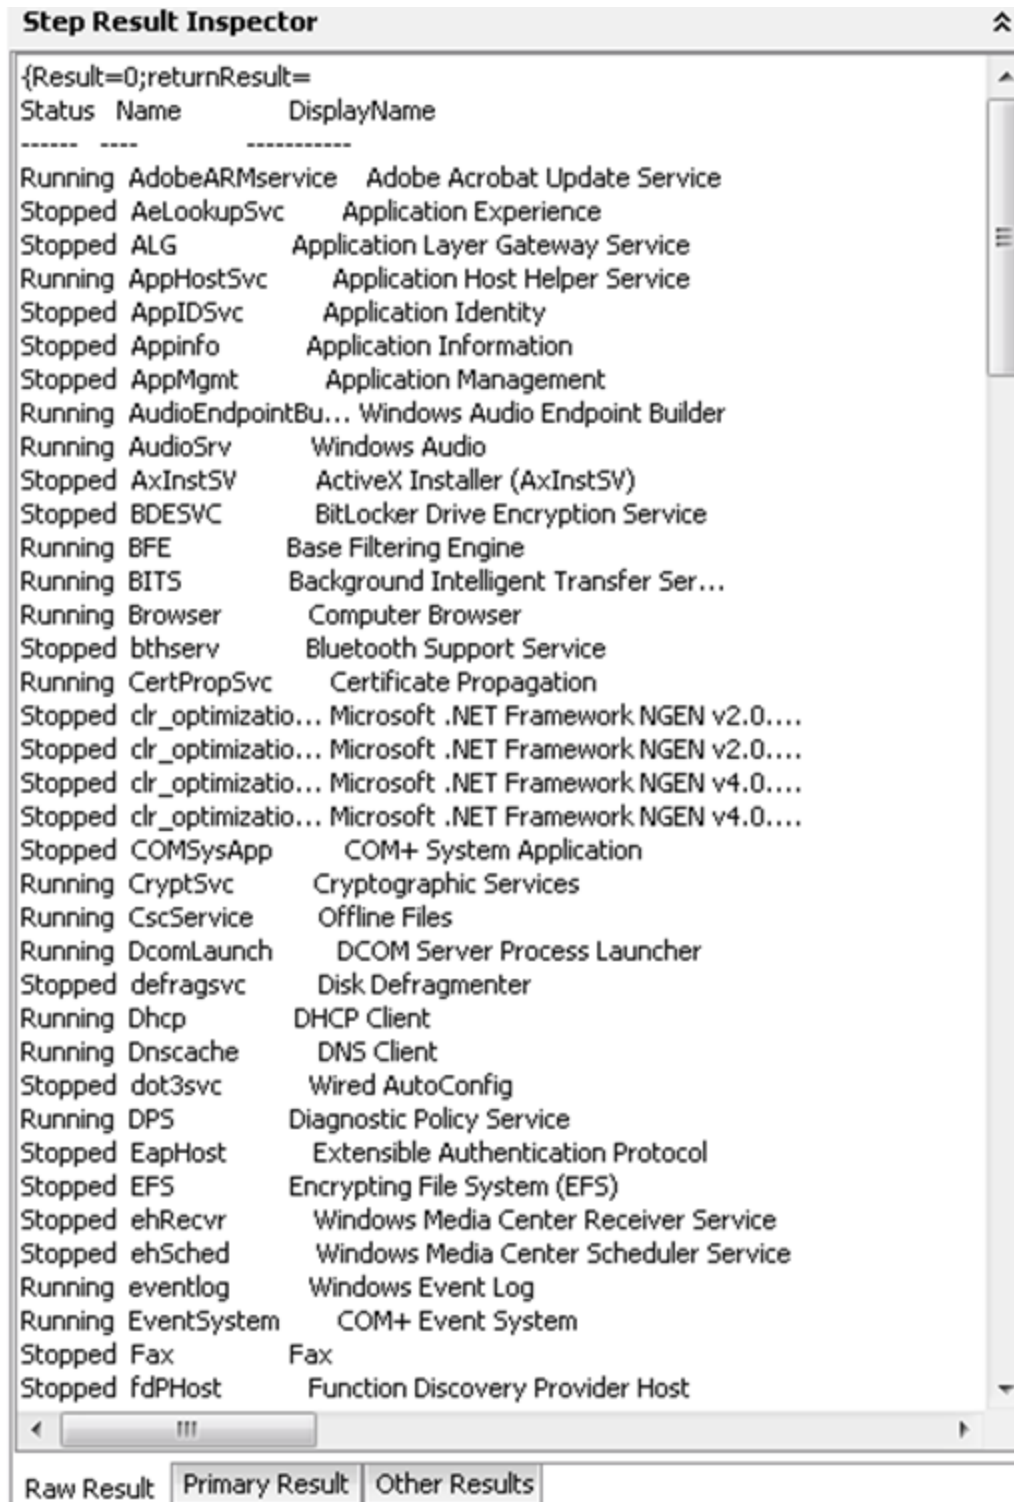 Step Result Inspector
{Result=0;returnResult=
Status Name DisplayName
------ ---- -----------
Running AdobeARMservice Adobe Acrobat Update Service
Stopped AeLookupSvc Application Experience
Stopped ALG Application Layer Gateway Service
Running AppHostSvc Application Host Helper Service
Stopped AppIDSvc Application Identity
Stopped Appinfo Application Information
Stopped AppMgmt Application Management
Running AudioEndpointBu... Windows Audio Endpoint Builder
Running AudioSrv Windows Audio
Stopped AxInstSV ActiveX Installer (AxInstSV)
Stopped BDESVC BitLocker Drive Encryption Service
Running BFE Base Filtering Engine
Running BITS Background Intelligent Transfer Ser...
Running Browser Computer Browser
Stopped bthserv Bluetooth Support Service
Running CertPropSvc Certificate Propagation
Stopped clr_optimizatio... Microsoft .NET Framework NGEN v2.0....
Stopped clr_optimizatio... Microsoft .NET Framework NGEN v2.0....
Stopped clr_optimizatio... Microsoft .NET Framework NGEN v4.0....
Stopped clr_optimizatio... Microsoft .NET Framework NGEN v4.0....
Stopped COMSysApp COM+ System Application
Running CryptSvc Cryptographic Services
Running CscService Offline Files
Running DcomLaunch DCOM Server Process Launcher
Stopped defragsvc Disk Defragmenter
Running Dhcp DHCP Client
Running Dnscache DNS Client
Stopped dot3svc Wired AutoConfig
Running DPS Diagnostic Policy Service
Stopped EapHost Extensible Authentication Protocol
Stopped EFS Encrypting File System (EFS)
Stopped ehRecvr Windows Media Center Receiver Service
Stopped ehSched Windows Media Center Scheduler Service
Running eventlog Windows Event Log
Running EventSystem COM+ Event System
Stopped Fax Fax
Stopped fdPHost Function Discovery Provider Host
Raw Result Primary Result Other Results